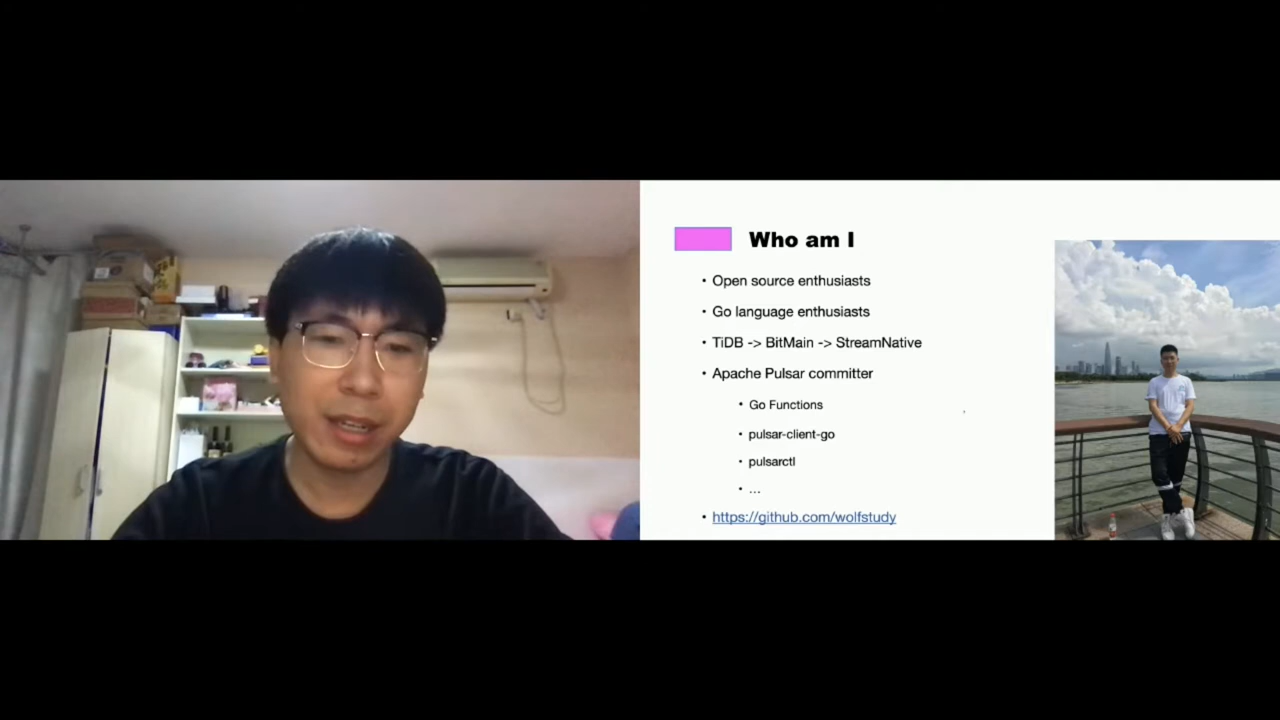 Who am I
• Open source enthusiasts
• Go language enthusiasts
• TiDB -> BitMain -> StreamNative
• Apache Pulsar committer
• Go Functions
• pulsar-client-go
• pulsarctl
• ...
• https://github.com/wolfstudy